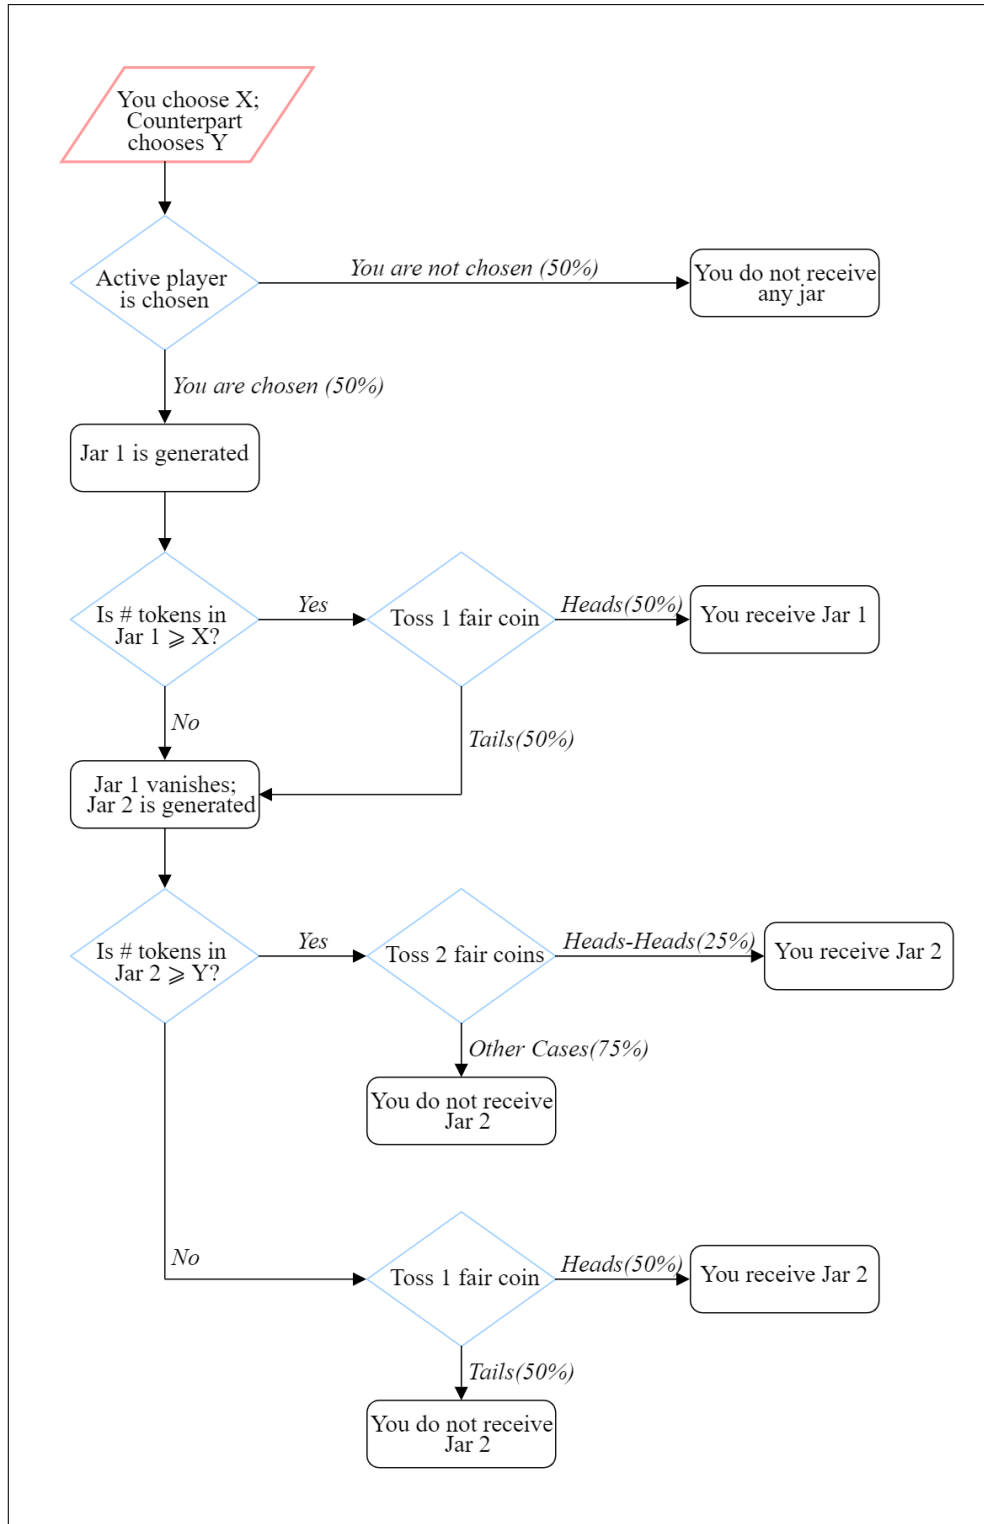 You choose X;
Counterpart
chooses Y
Active player
is chosen
You are not chosen (50%)
You do not receive
any jar
You are chosen (50%)
Jar 1 is generated
Is # tokens in
Jar 1 ⩾ X?
Yes
Toss 1 fair coin
Heads(50%)
You receive Jar 1
No
Tails(50%)
Jar 1 vanishes;
Jar 2 is generated
Is # tokens in
Jar 2 ⩾ Y?
Yes
Toss 2 fair coins
Heads-Heads(25%)
You receive Jar 2
Other Cases(75%)
You do not receive
Jar 2
No
Toss 1 fair coin
Heads(50%)
You receive Jar 2
Tails(50%)
You do not receive
Jar 2